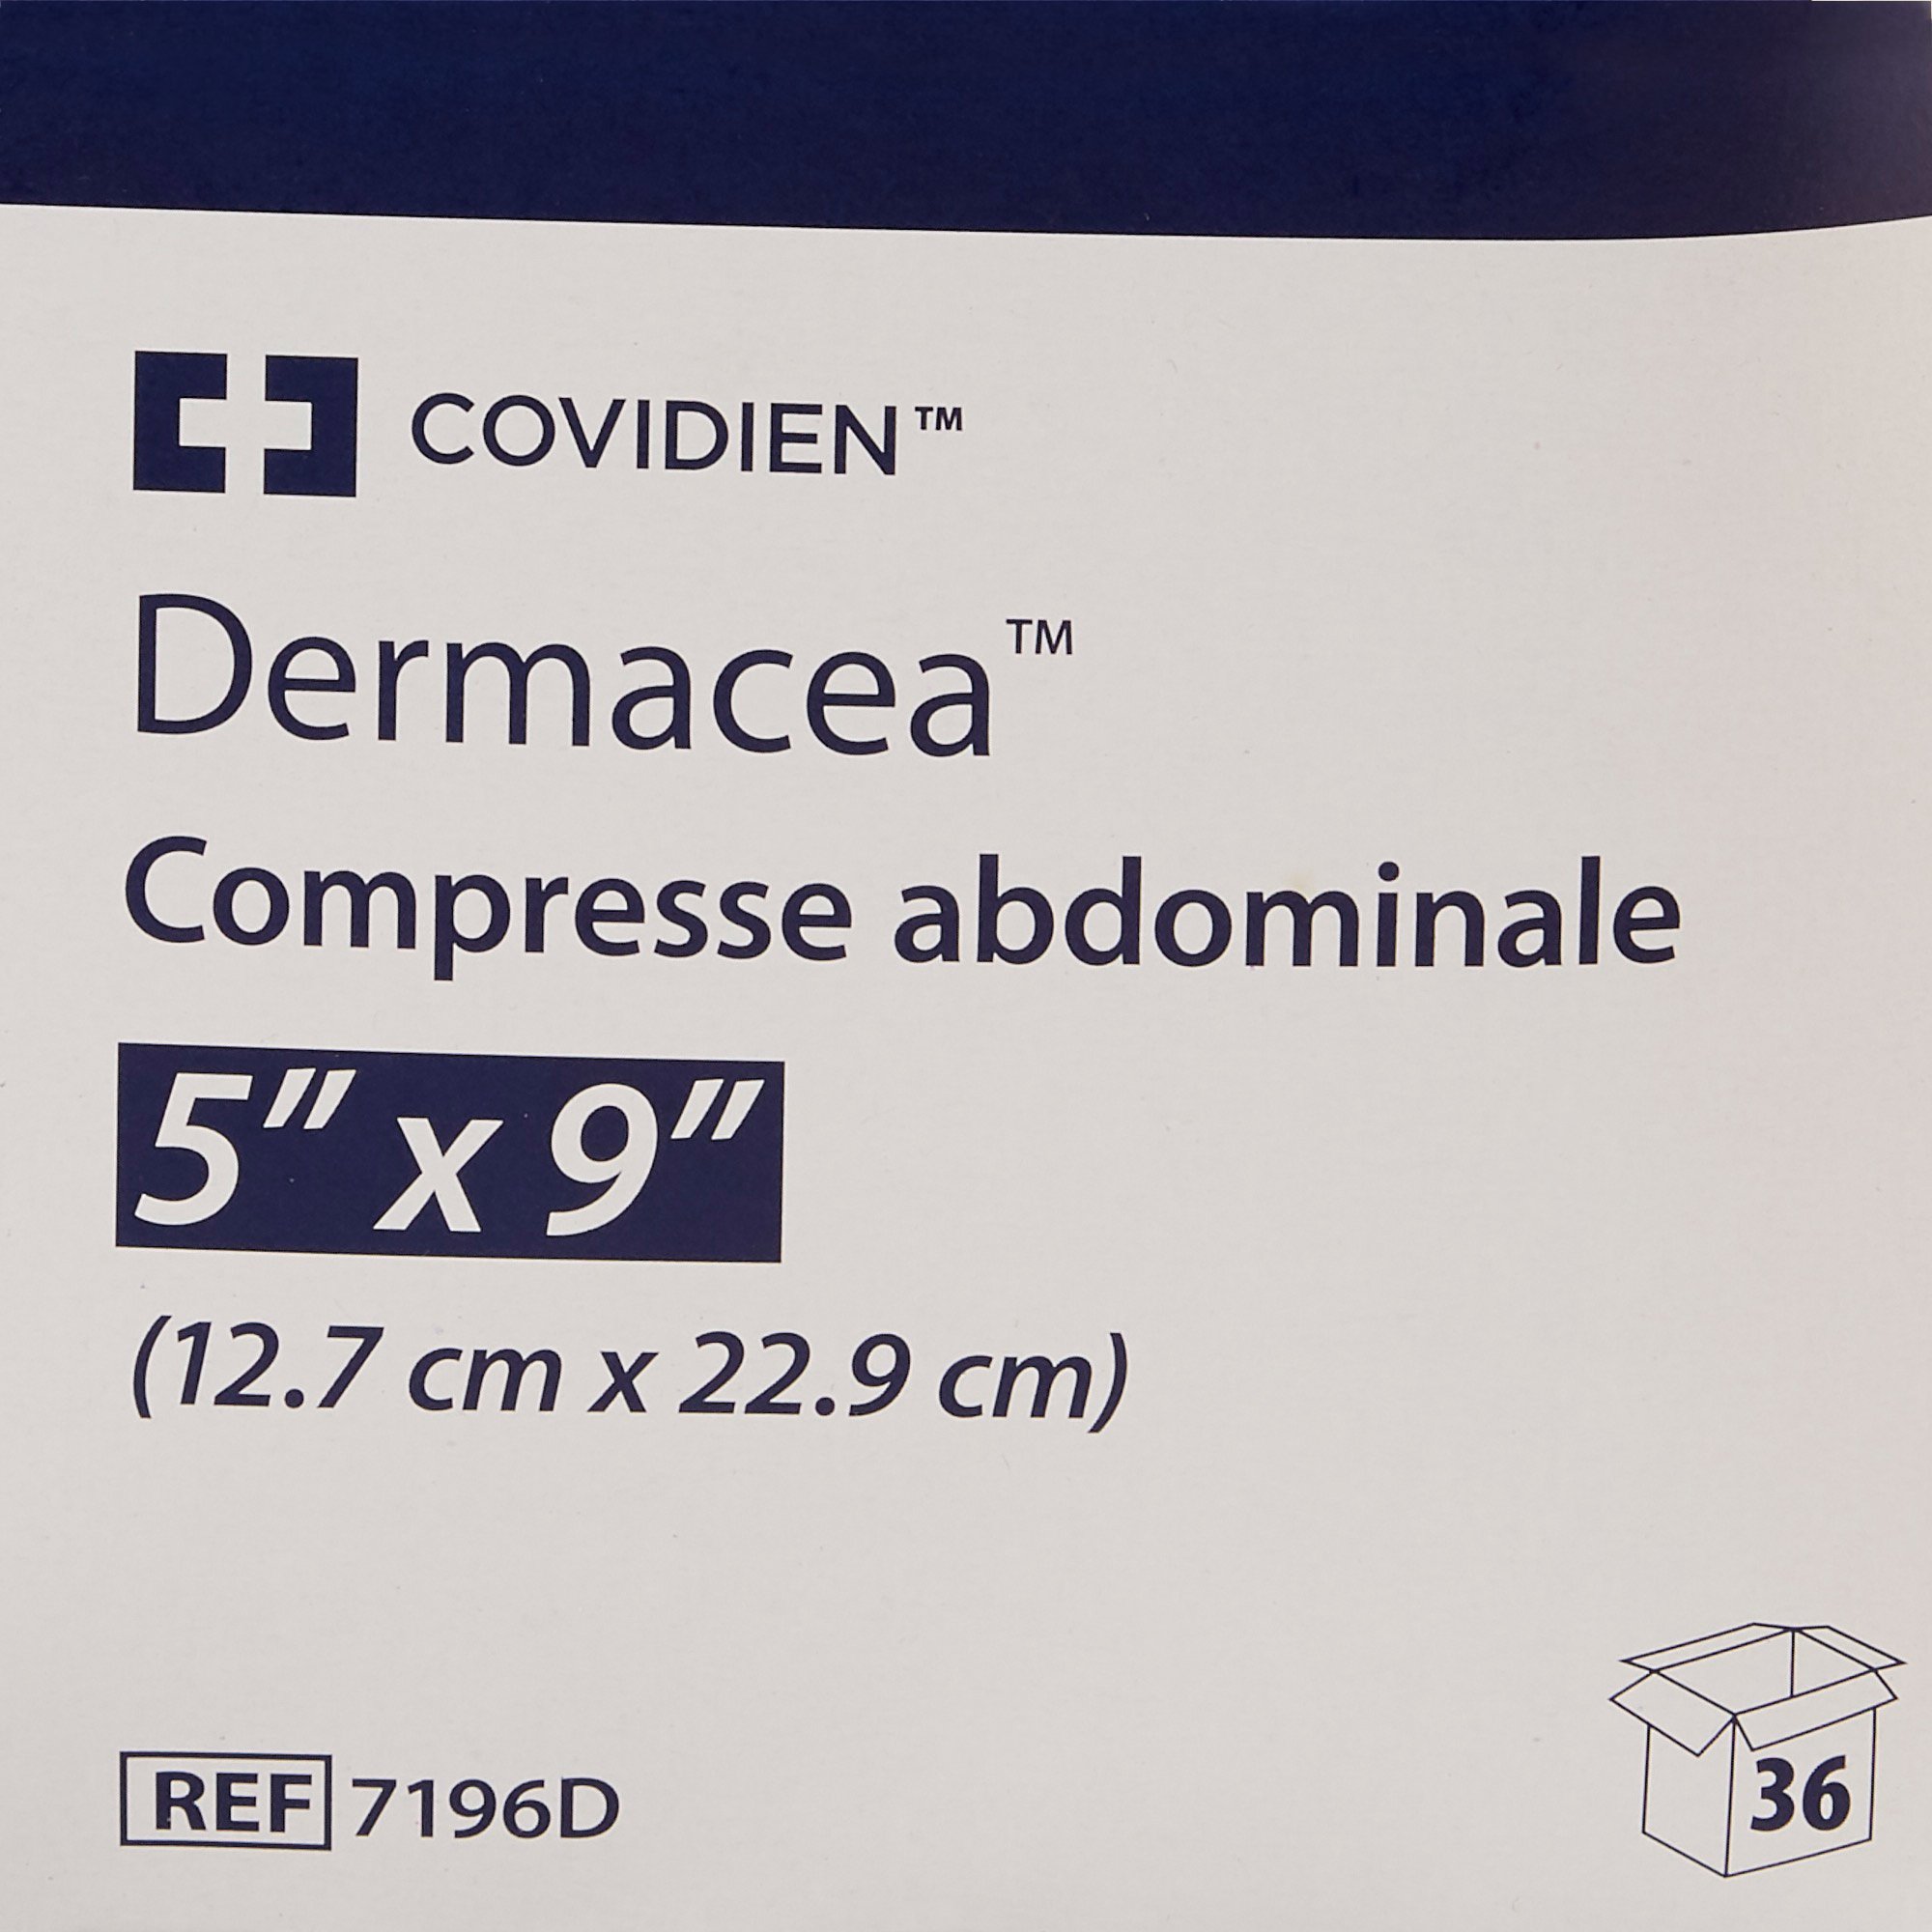 COVIDIEN™
Dermacea™
Compresse abdominale
5" x 9"
(12.7 cm x 22.9 cm)
REF 7196D
36